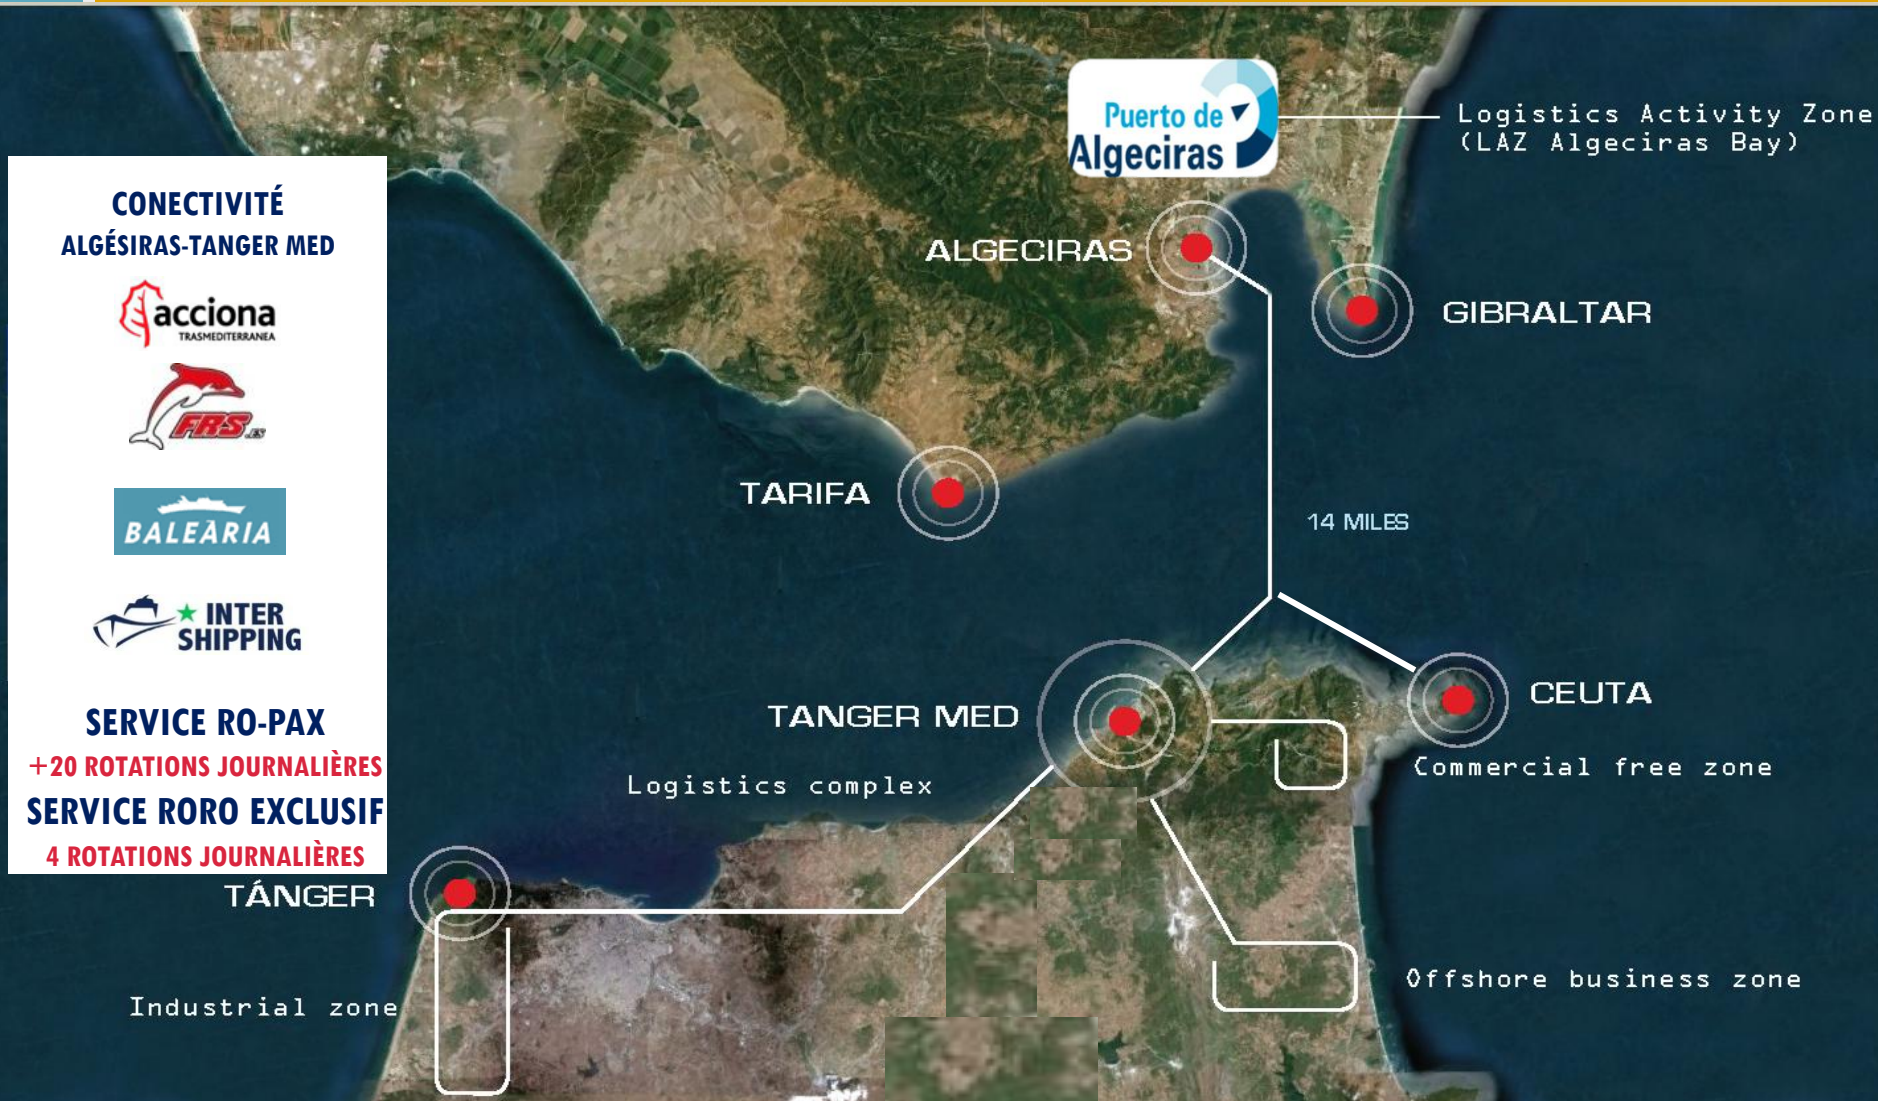 CONECTIVITÉ
ALGÉSIRAS-TANGER MED
acciona
TRASMEDITERRANEA
FRS.ES
BALEÀRIA
INTER
SHIPPING
SERVICE RO-PAX
+20 ROTATIONS JOURNALIÈRES
SERVICE RORO EXCLUSIF
4 ROTATIONS JOURNALIÈRES
Puerto de
Algeciras
Logistics Activity Zone
(LAZ Algeciras Bay)
ALGECIRAS
GIBRALTAR
TARIFA
14 MILES
TANGER MED
CEUTA
Commercial free zone
Logistics complex
TÁNGER
Industrial zone
Offshore business zone